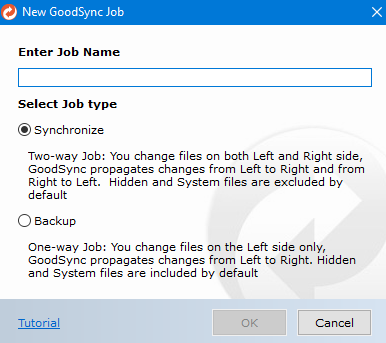 New GoodSync Job
Enter Job Name
Select Job type
Synchronize
Two-way Job: You change files on both Left and Right side,
GoodSync propagates changes from Left to Right and from
Right to Left.  Hidden and System files are excluded by
default
Backup
One-way Job: You change files on the Left side only,
GoodSync propagates changes from Left to Right. Hidden
and System files are included by default
Tutorial
OK
Cancel